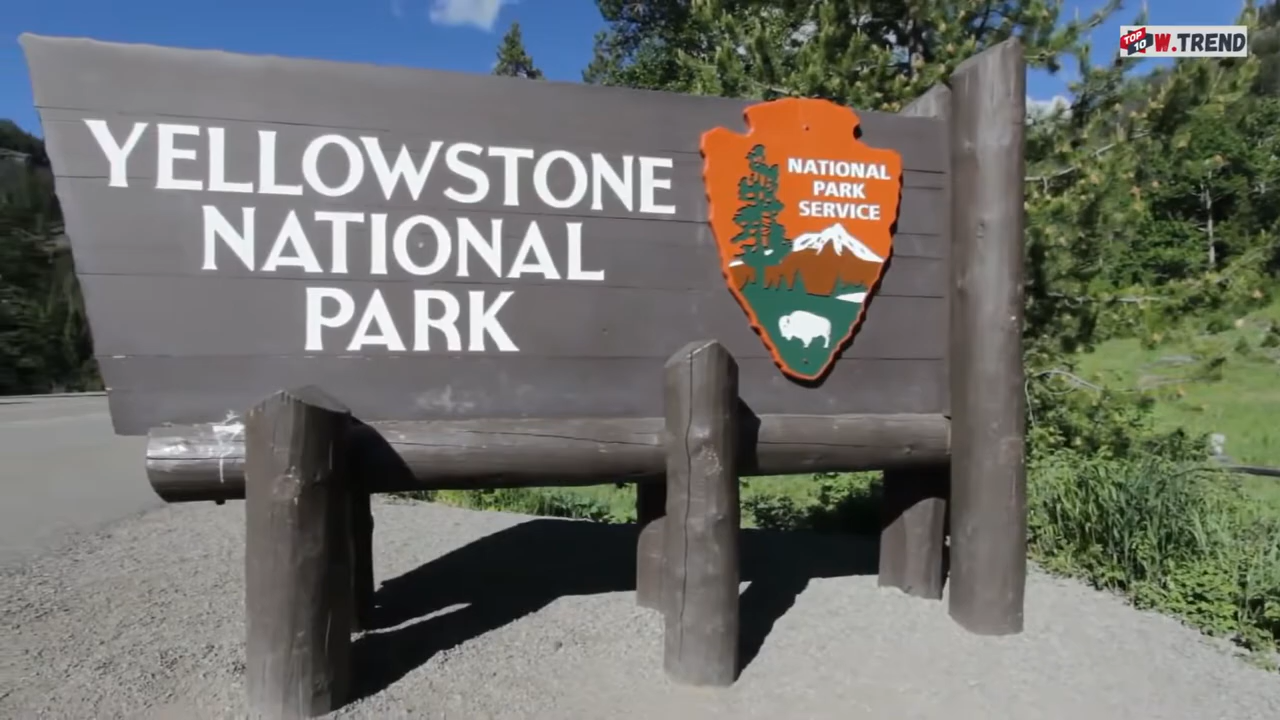 YELLOWSTONE
NATIONAL
PARK
NATIONAL
PARK
SERVICE
TOP 10 W.TREND